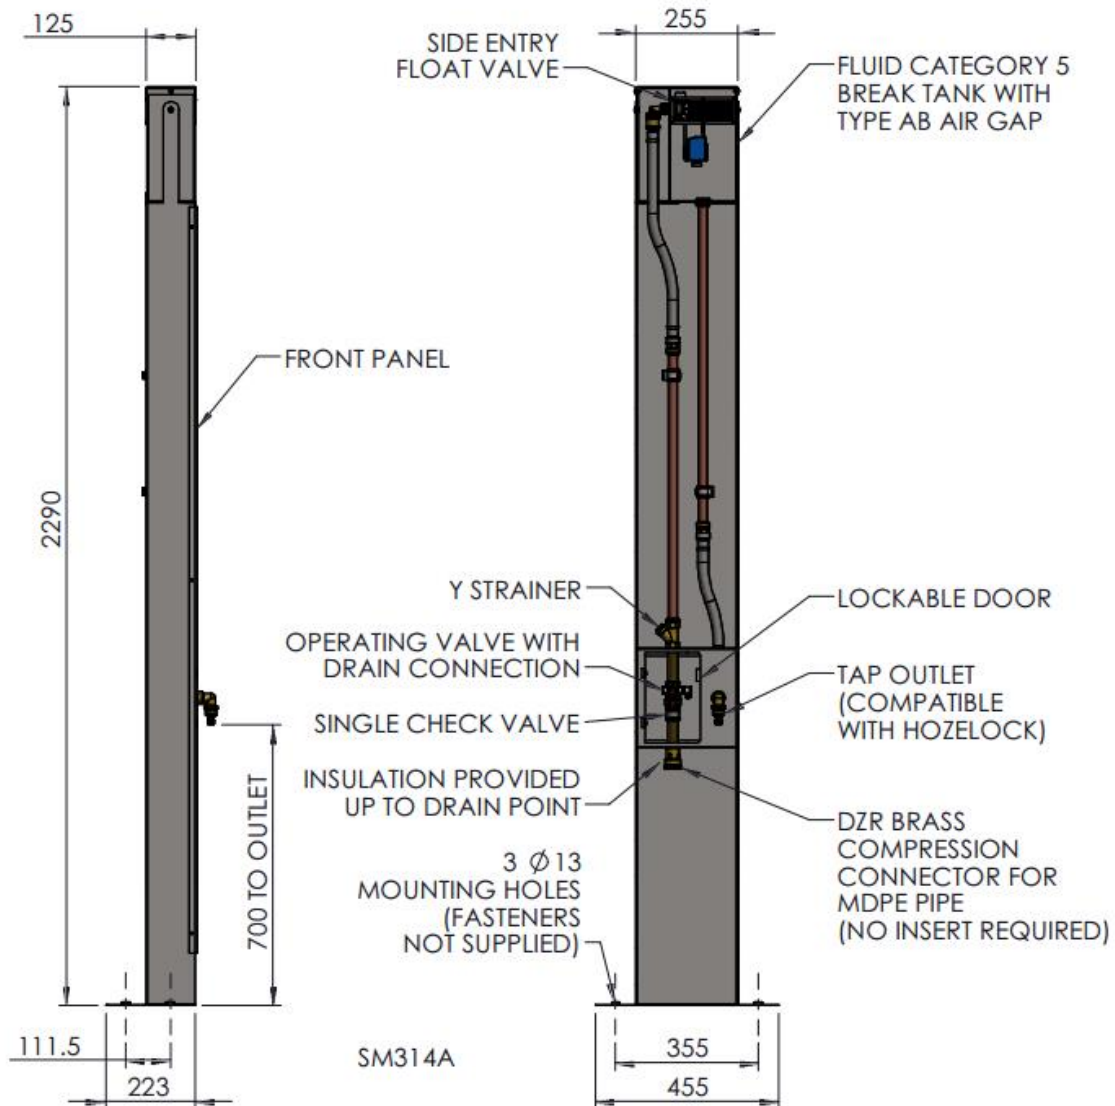 125
255
SIDE ENTRY
FLOAT VALVE
FLUID CATEGORY 5
BREAK TANK WITH
TYPE AB AIR GAP
FRONT PANEL
2290
Y STRAINER
LOCKABLE DOOR
OPERATING VALVE WITH
DRAIN CONNECTION
TAP OUTLET
(COMPATIBLE
WITH HOZELOCK)
SINGLE CHECK VALVE
INSULATION PROVIDED
UP TO DRAIN POINT
700 TO OUTLET
DZR BRASS
COMPRESSION
CONNECTOR FOR
MDPE PIPE
(NO INSERT REQUIRED)
3 Ø13
MOUNTING HOLES
(FASTENERS
NOT SUPPLIED)
111.5
223
SM314A
355
455